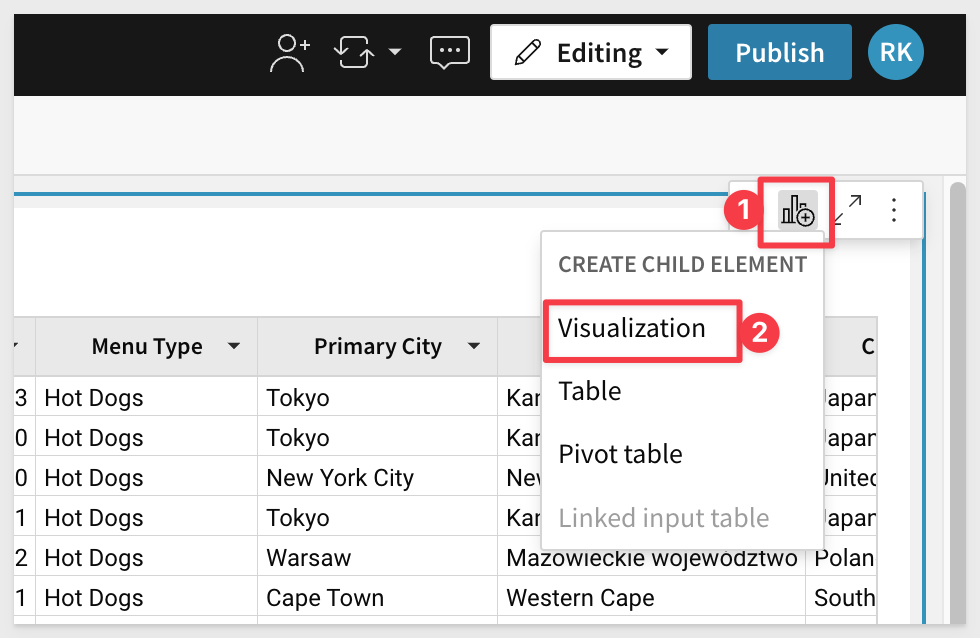 Editing
Publish
RK
1
CREATE CHILD ELEMENT
Visualization
2
Table
Pivot table
Linked input table
Menu Type Primary City C
3 Hot Dogs Tokyo Kan Japan
0 Hot Dogs Tokyo Kan Japan
0 Hot Dogs New York City New United
1 Hot Dogs Tokyo Kan Japan
2 Hot Dogs Warsaw Mazowieckie województwo Polan
1 Hot Dogs Cape Town Western Cape South